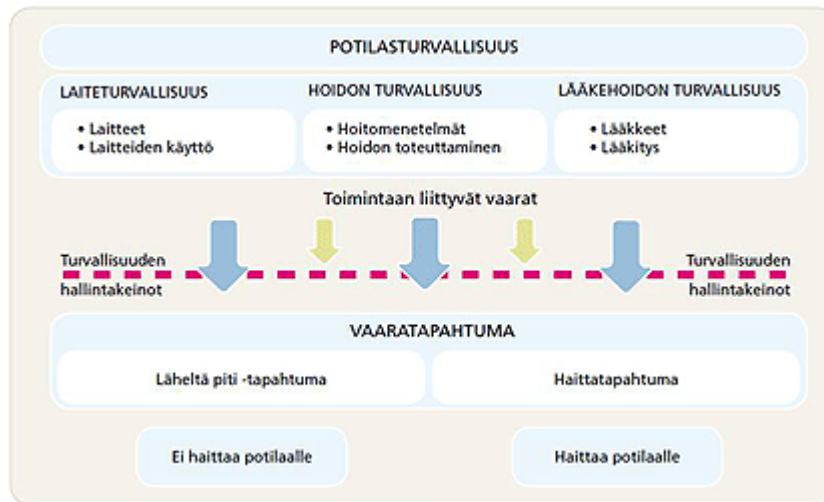 POTILASTURVALLISUUS
LAITETURVALLISUUS
• Laitteet
• Laitteiden käyttö
HOIDON TURVALLISUUS
• Hoitomenetelmät
• Hoidon toteuttaminen
LÄÄKEHOIDON TURVALLISUUS
• Lääkkeet
• Lääkitys
Toimintaan liittyvät vaarat
Turvallisuuden
hallintakeinot
Turvallisuuden
hallintakeinot
VAARATAPAHTUMA
Läheltä piti -tapahtuma
Haittatapahtuma
Ei haittaa potilaalle
Haittaa potilaalle